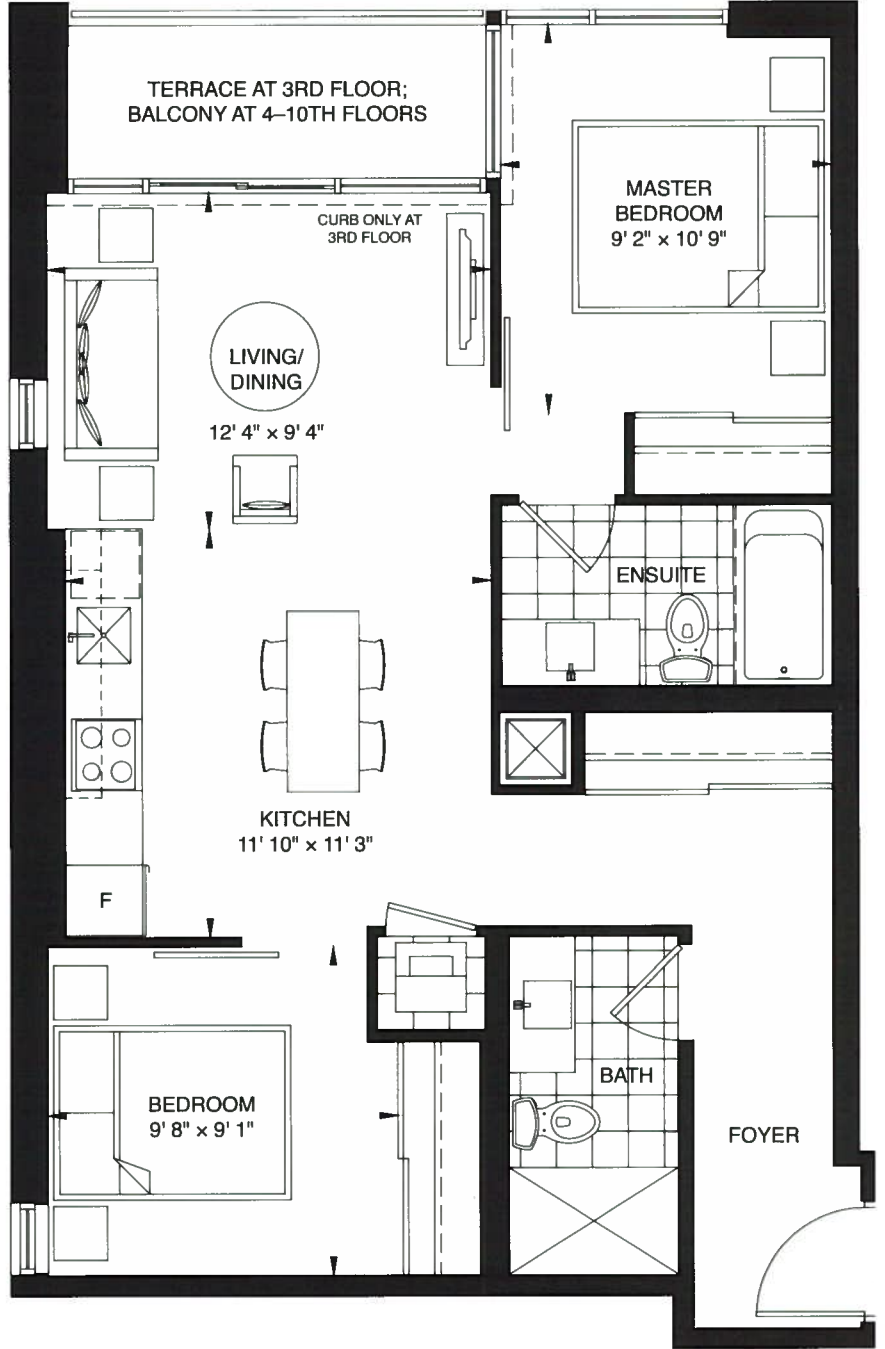 TERRACE AT 3RD FLOOR;
BALCONY AT 4–10TH FLOORS
MASTER
BEDROOM
9' 2" × 10' 9"
CURB ONLY AT
3RD FLOOR
LIVING/
DINING
12' 4" × 9' 4"
ENSUITE
KITCHEN
11' 10" × 11' 3"
F
BEDROOM
9' 8" × 9' 1"
BATH
FOYER